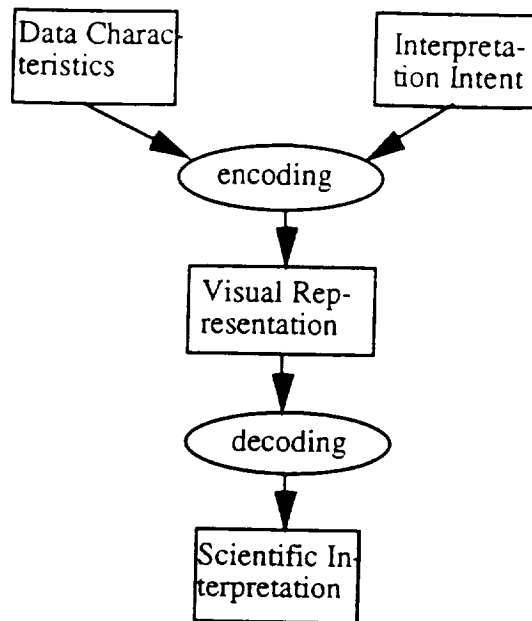 Data Charac-
teristics
Interpreta-
tion Intent
encoding
Visual Rep-
resentation
decoding
Scientific In-
terpretation